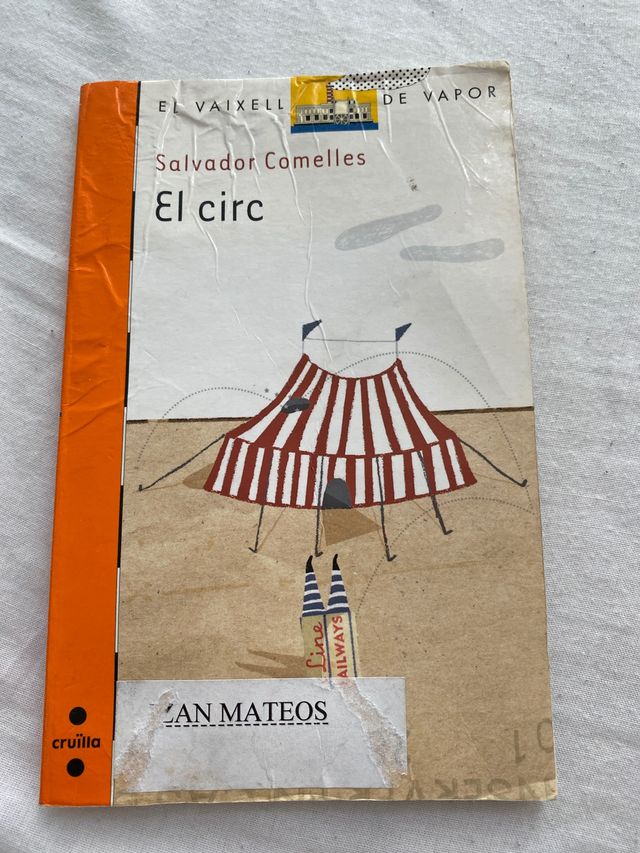 EL VAIXELL DE VAPOR
Salvador Comelles
El circ
Line
AILWAYS
ZAN MATEOS
cruïlla